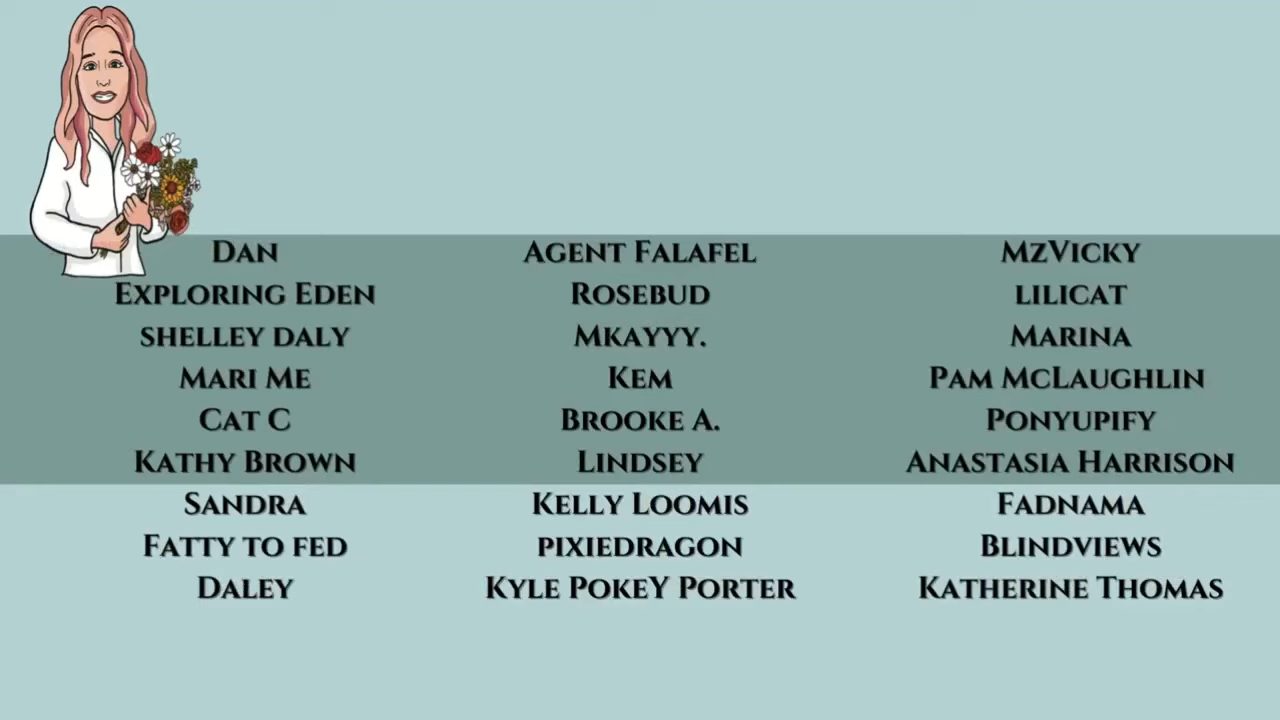 Dan
Exploring Eden
shelley daly
Mari Me
Cat C
Kathy Brown
Sandra
Fatty to fed
Daley
Agent Falafel
Rosebud
Mkayyy.
Kem
Brooke A.
Lindsey
Kelly Loomis
pixiedragon
Kyle PokeY Porter
MzVicky
lilicat
Marina
Pam McLaughlin
Ponyupify
Anastasia Harrison
Fadnama
Blindviews
Katherine Thomas